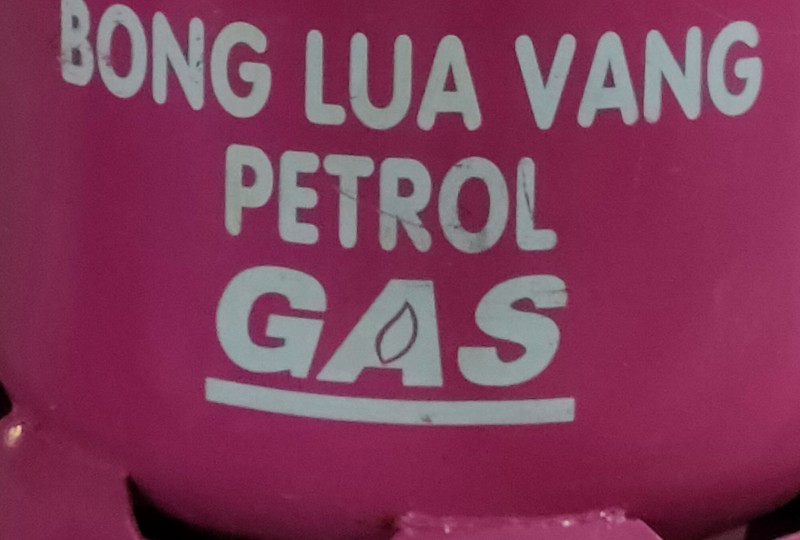 BONG LUA VANG
PETROL
GAS